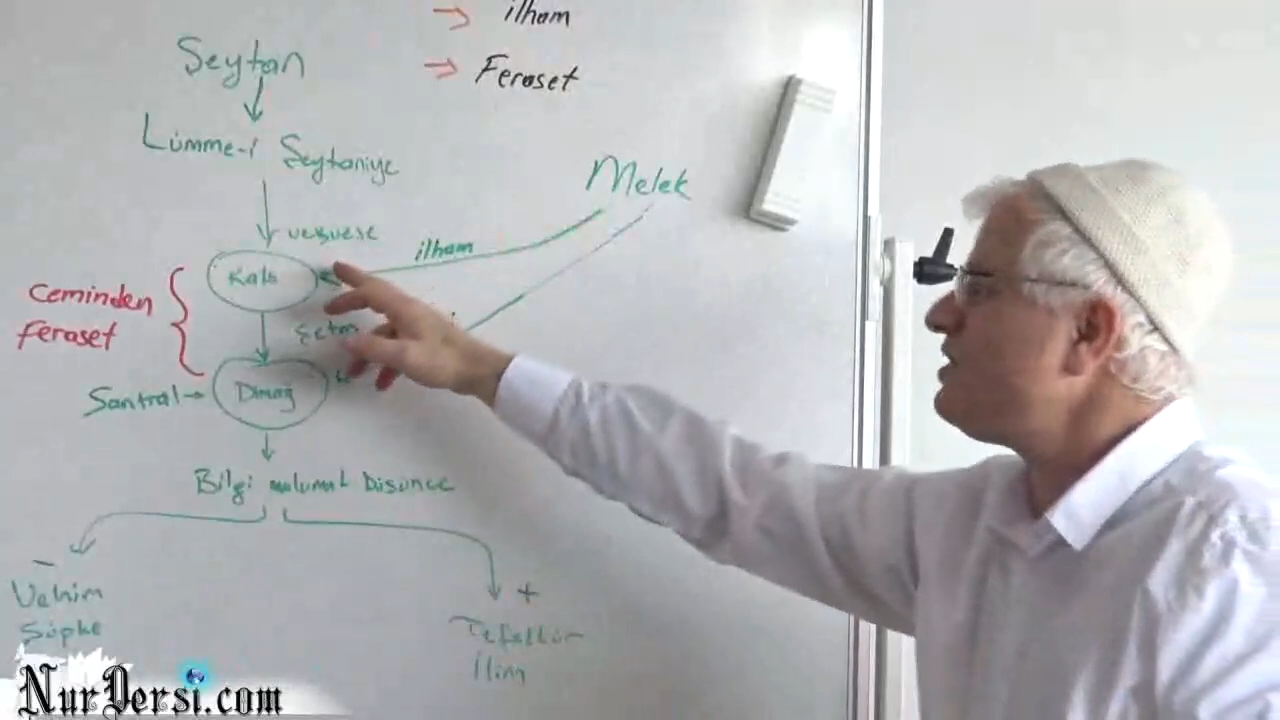 ilham
Feraset
Şeytan
Lümme-i Şeytaniye
Melek
vesvese
ilham
Kalb
Ceminden
Feraset
Santral
Dimağ
Bilgi malumat Düşünce
-
Vehim
Şüphe
+
Tefekkür
İlim
NurDersi.com